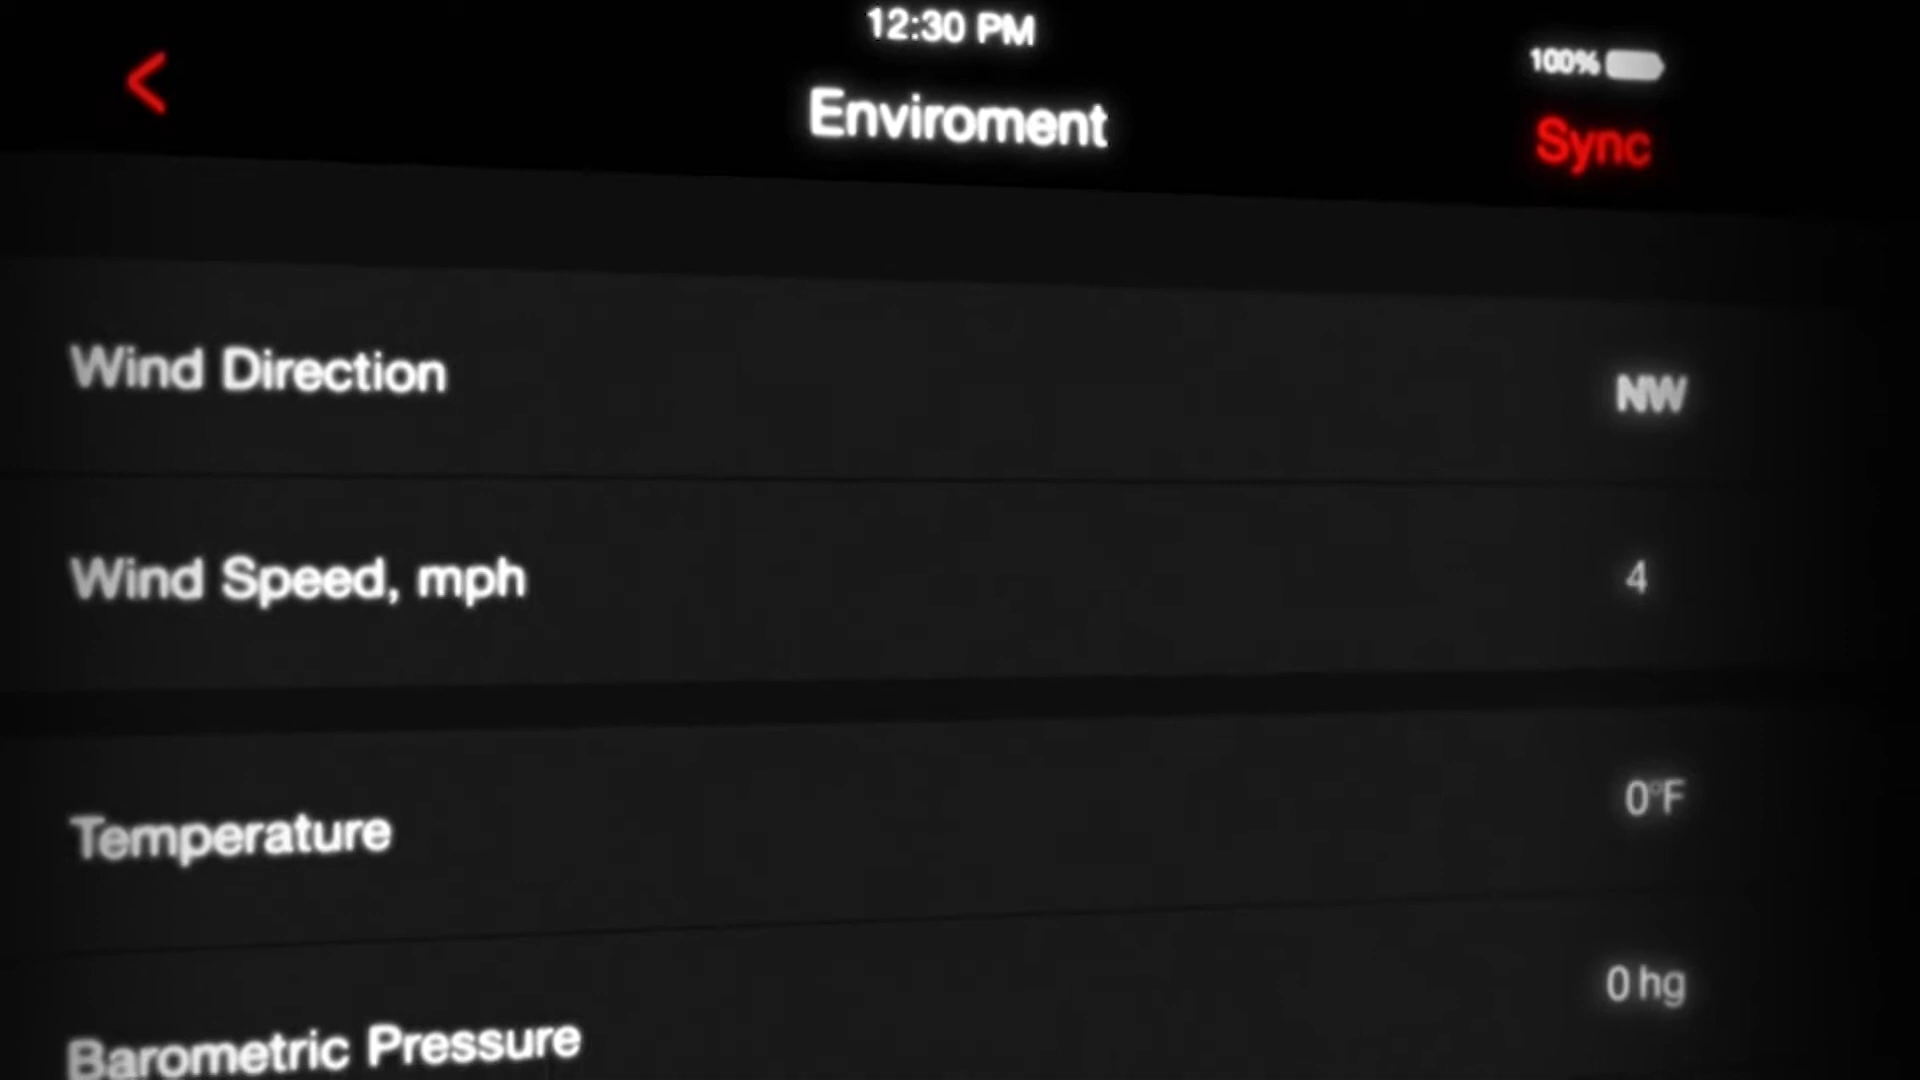 12:30 PM
100%
Enviroment
Sync
Wind Direction
NW
Wind Speed, mph
4
Temperature
0°F
0 hg
Barometric Pressure